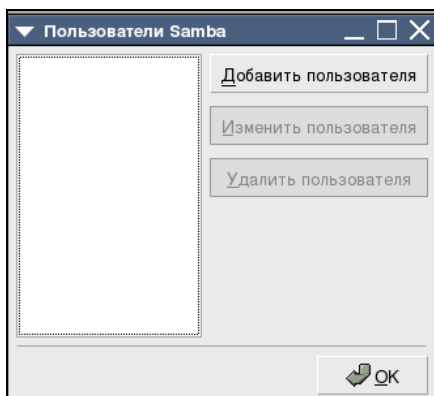 Пользователи Samba
Добавить пользователя
Изменить пользователя
Удалить пользователя
OK